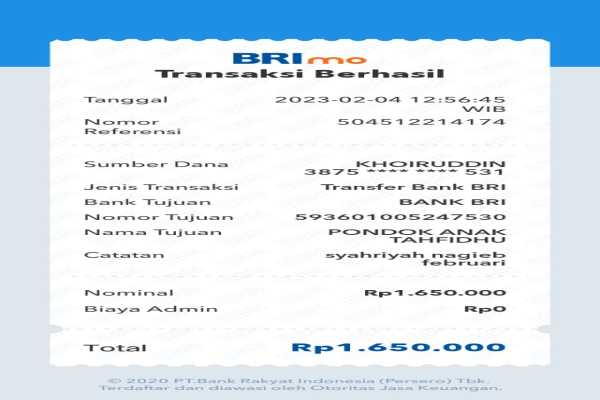 BRImo
Transaksi Berhasil
Tanggal 2023-02-04 12:56:45
WIB
Nomor 504512214174
Referensi
Sumber Dana KHOIRUDDIN
3875 **** **** 531
Jenis Transaksi Transfer Bank BRI
Bank Tujuan BANK BRI
Nomor Tujuan 593601005247530
Nama Tujuan PONDOK ANAK
TAHFIDHU
Catatan syahriyah nagieb
februari
Nominal Rp1.650.000
Biaya Admin Rp0
Total Rp1.650.000
© 2020 PT.Bank Rakyat Indonesia (Persero) Tbk.
Terdaftar dan diawasi oleh Otoritas Jasa Keuangan.